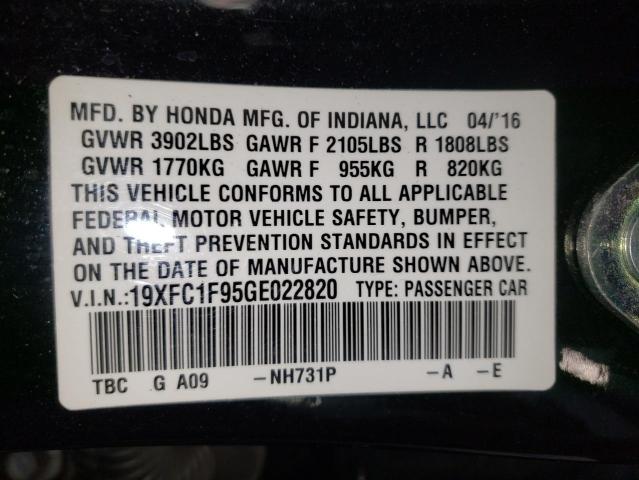 MFD. BY HONDA MFG. OF INDIANA, LLC 04/'16
GVWR 3902LBS GAWR F 2105LBS R 1808LBS
GVWR 1770KG GAWR F 955KG R 820KG
THIS VEHICLE CONFORMS TO ALL APPLICABLE
FEDERAL MOTOR VEHICLE SAFETY, BUMPER,
AND THEFT PREVENTION STANDARDS IN EFFECT
ON THE DATE OF MANUFACTURE SHOWN ABOVE.
V.I.N.:19XFC1F95GE022820 TYPE: PASSENGER CAR
TBC G A09 -NH731P -A -E